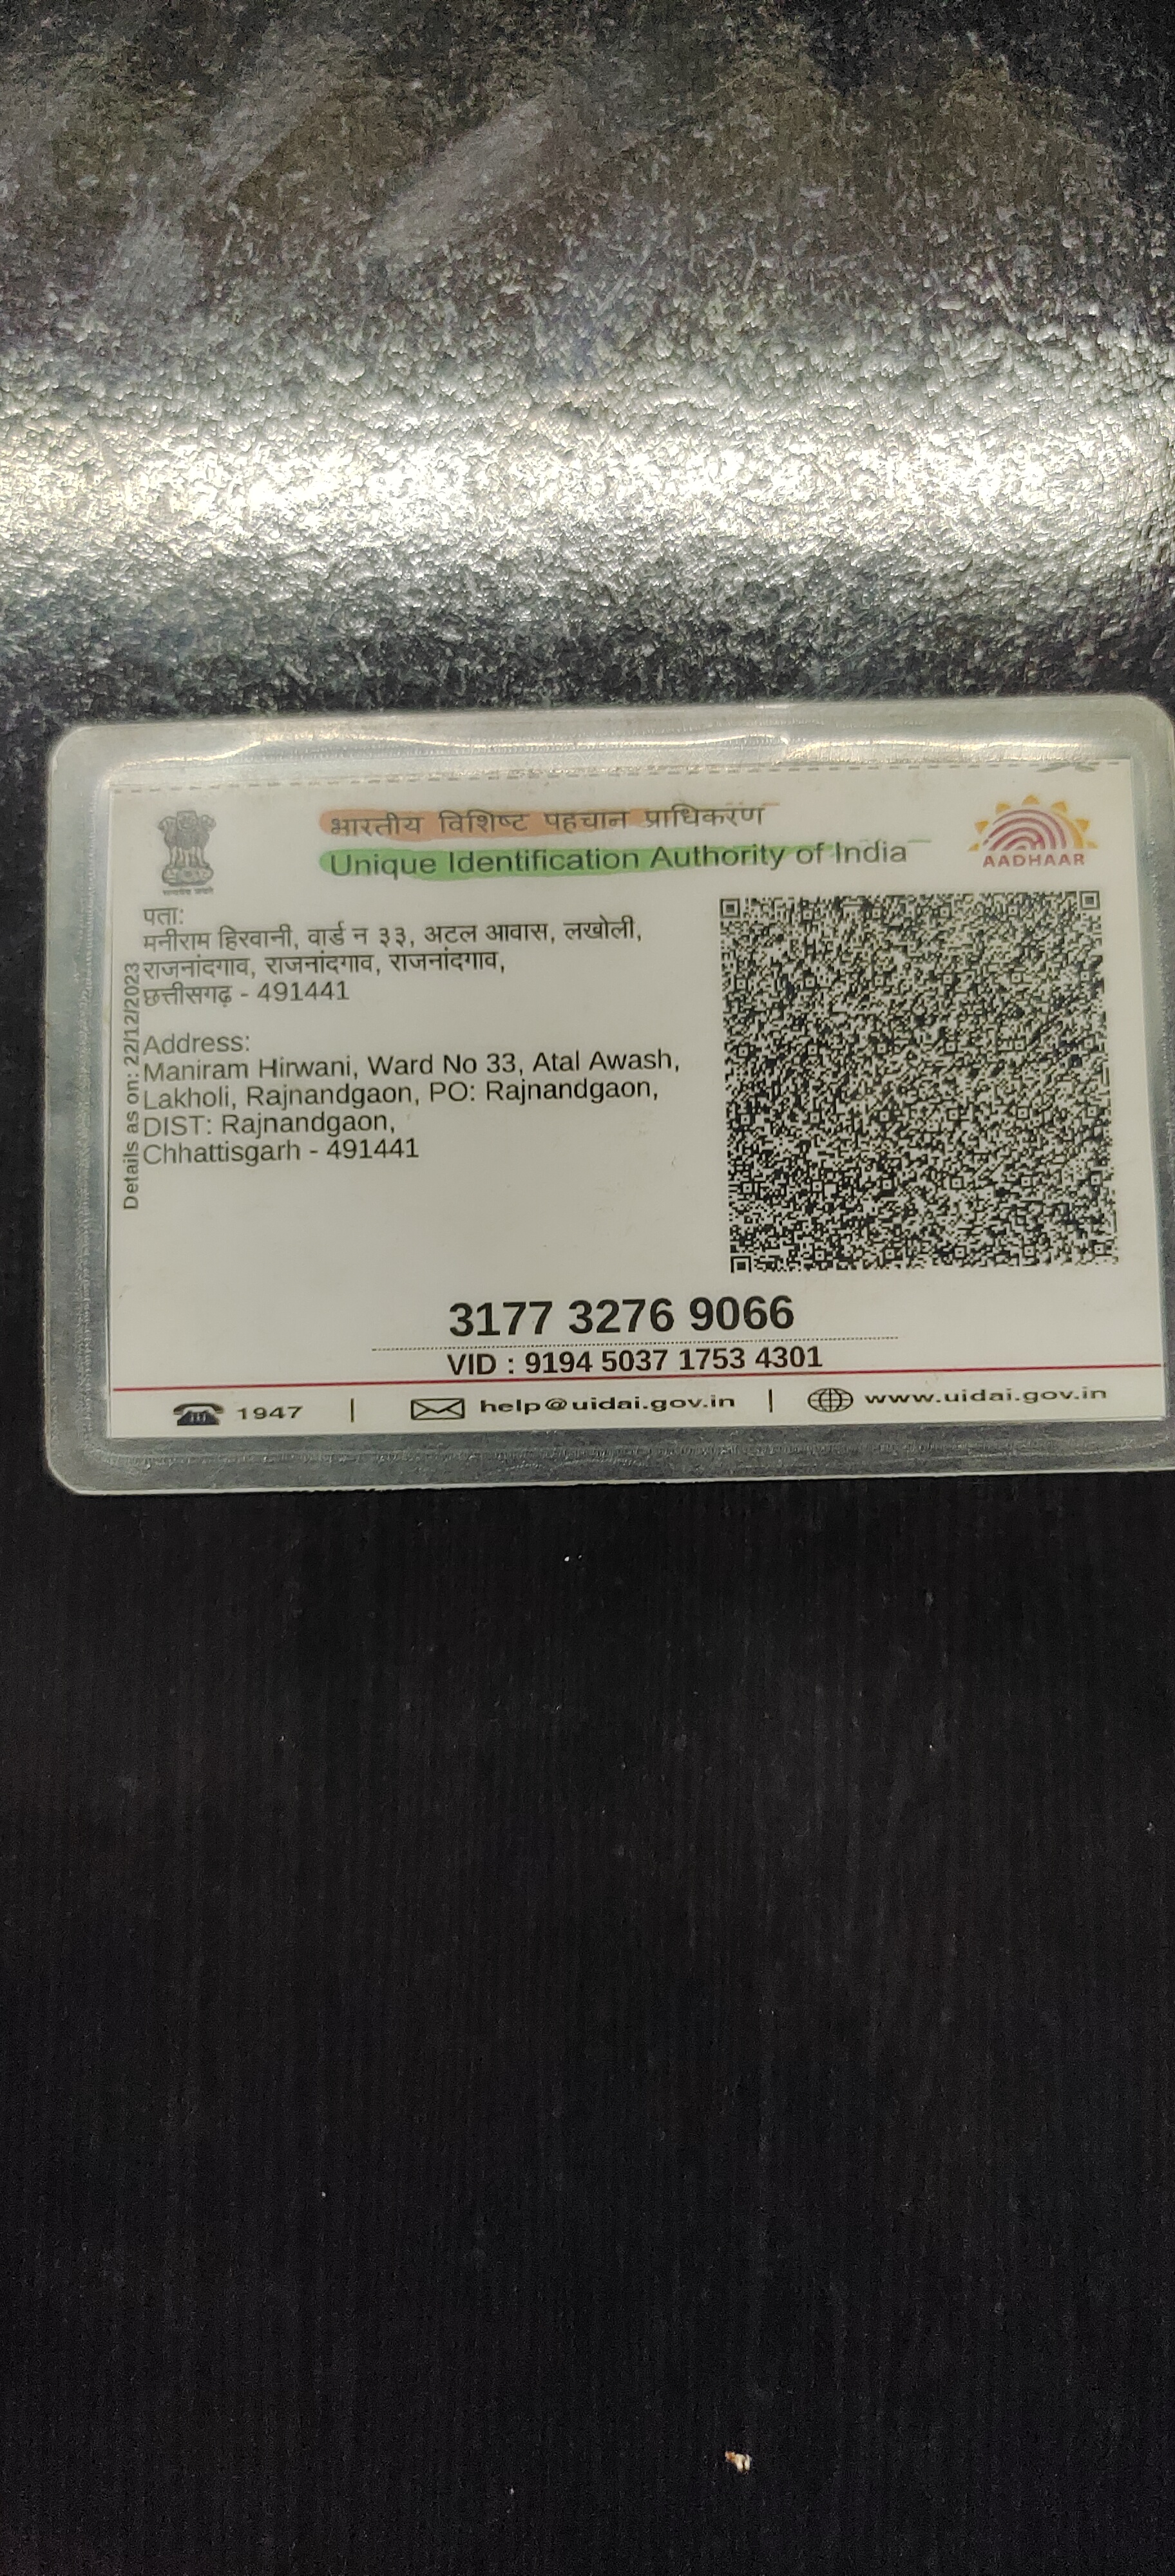 भारतीय विशिष्ट पहचान प्राधिकरण
Unique Identification Authority of India
AADHAAR
पता:
मनीराम हिरवानी, वार्ड न ३३, अटल आवास, लखोली,
राजनांदगाव, राजनांदगाव, राजनांदगाव,
छत्तीसगढ़ - 491441
Address:
Maniram Hirwani, Ward No 33, Atal Awash,
Lakholi, Rajnandgaon, PO: Rajnandgaon,
DIST: Rajnandgaon,
Chhattisgarh - 491441
Details as on: 22/12/2023
3177 3276 9066
VID : 9194 5037 1753 4301
1947 | help@uidai.gov.in | www.uidai.gov.in